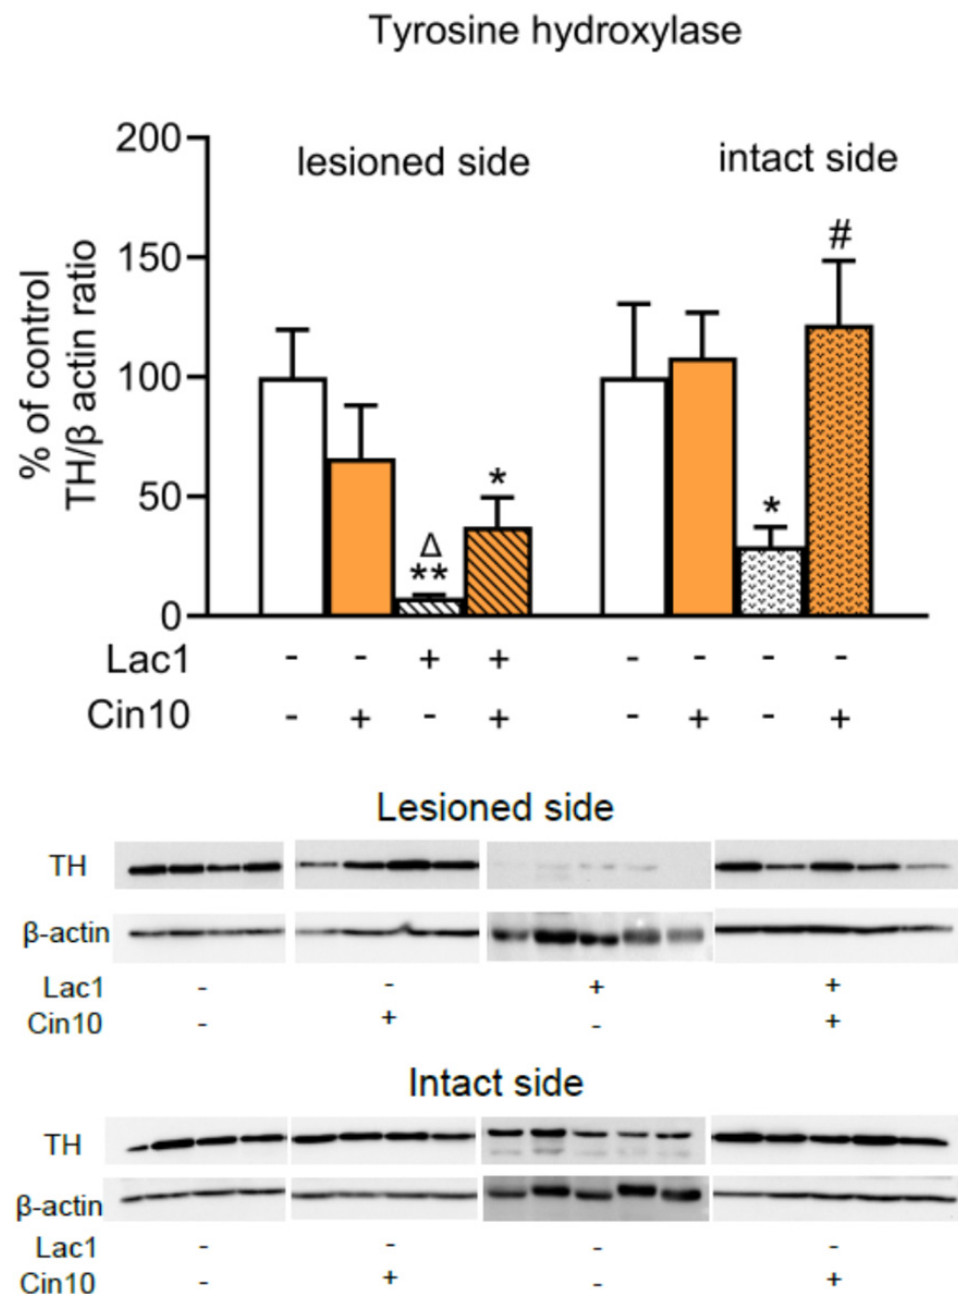 Tyrosine hydroxylase
% of control
TH/β actin ratio
200
150
100
50
0
lesioned side
intact side
Δ
**
*
*
#
Lac1 - - + + - - - -
Cin10 - + - + - + - +
Lesioned side
TH
β-actin
Lac1 - - + +
Cin10 - + - +
Intact side
TH
β-actin
Lac1 - - - -
Cin10 - + - +